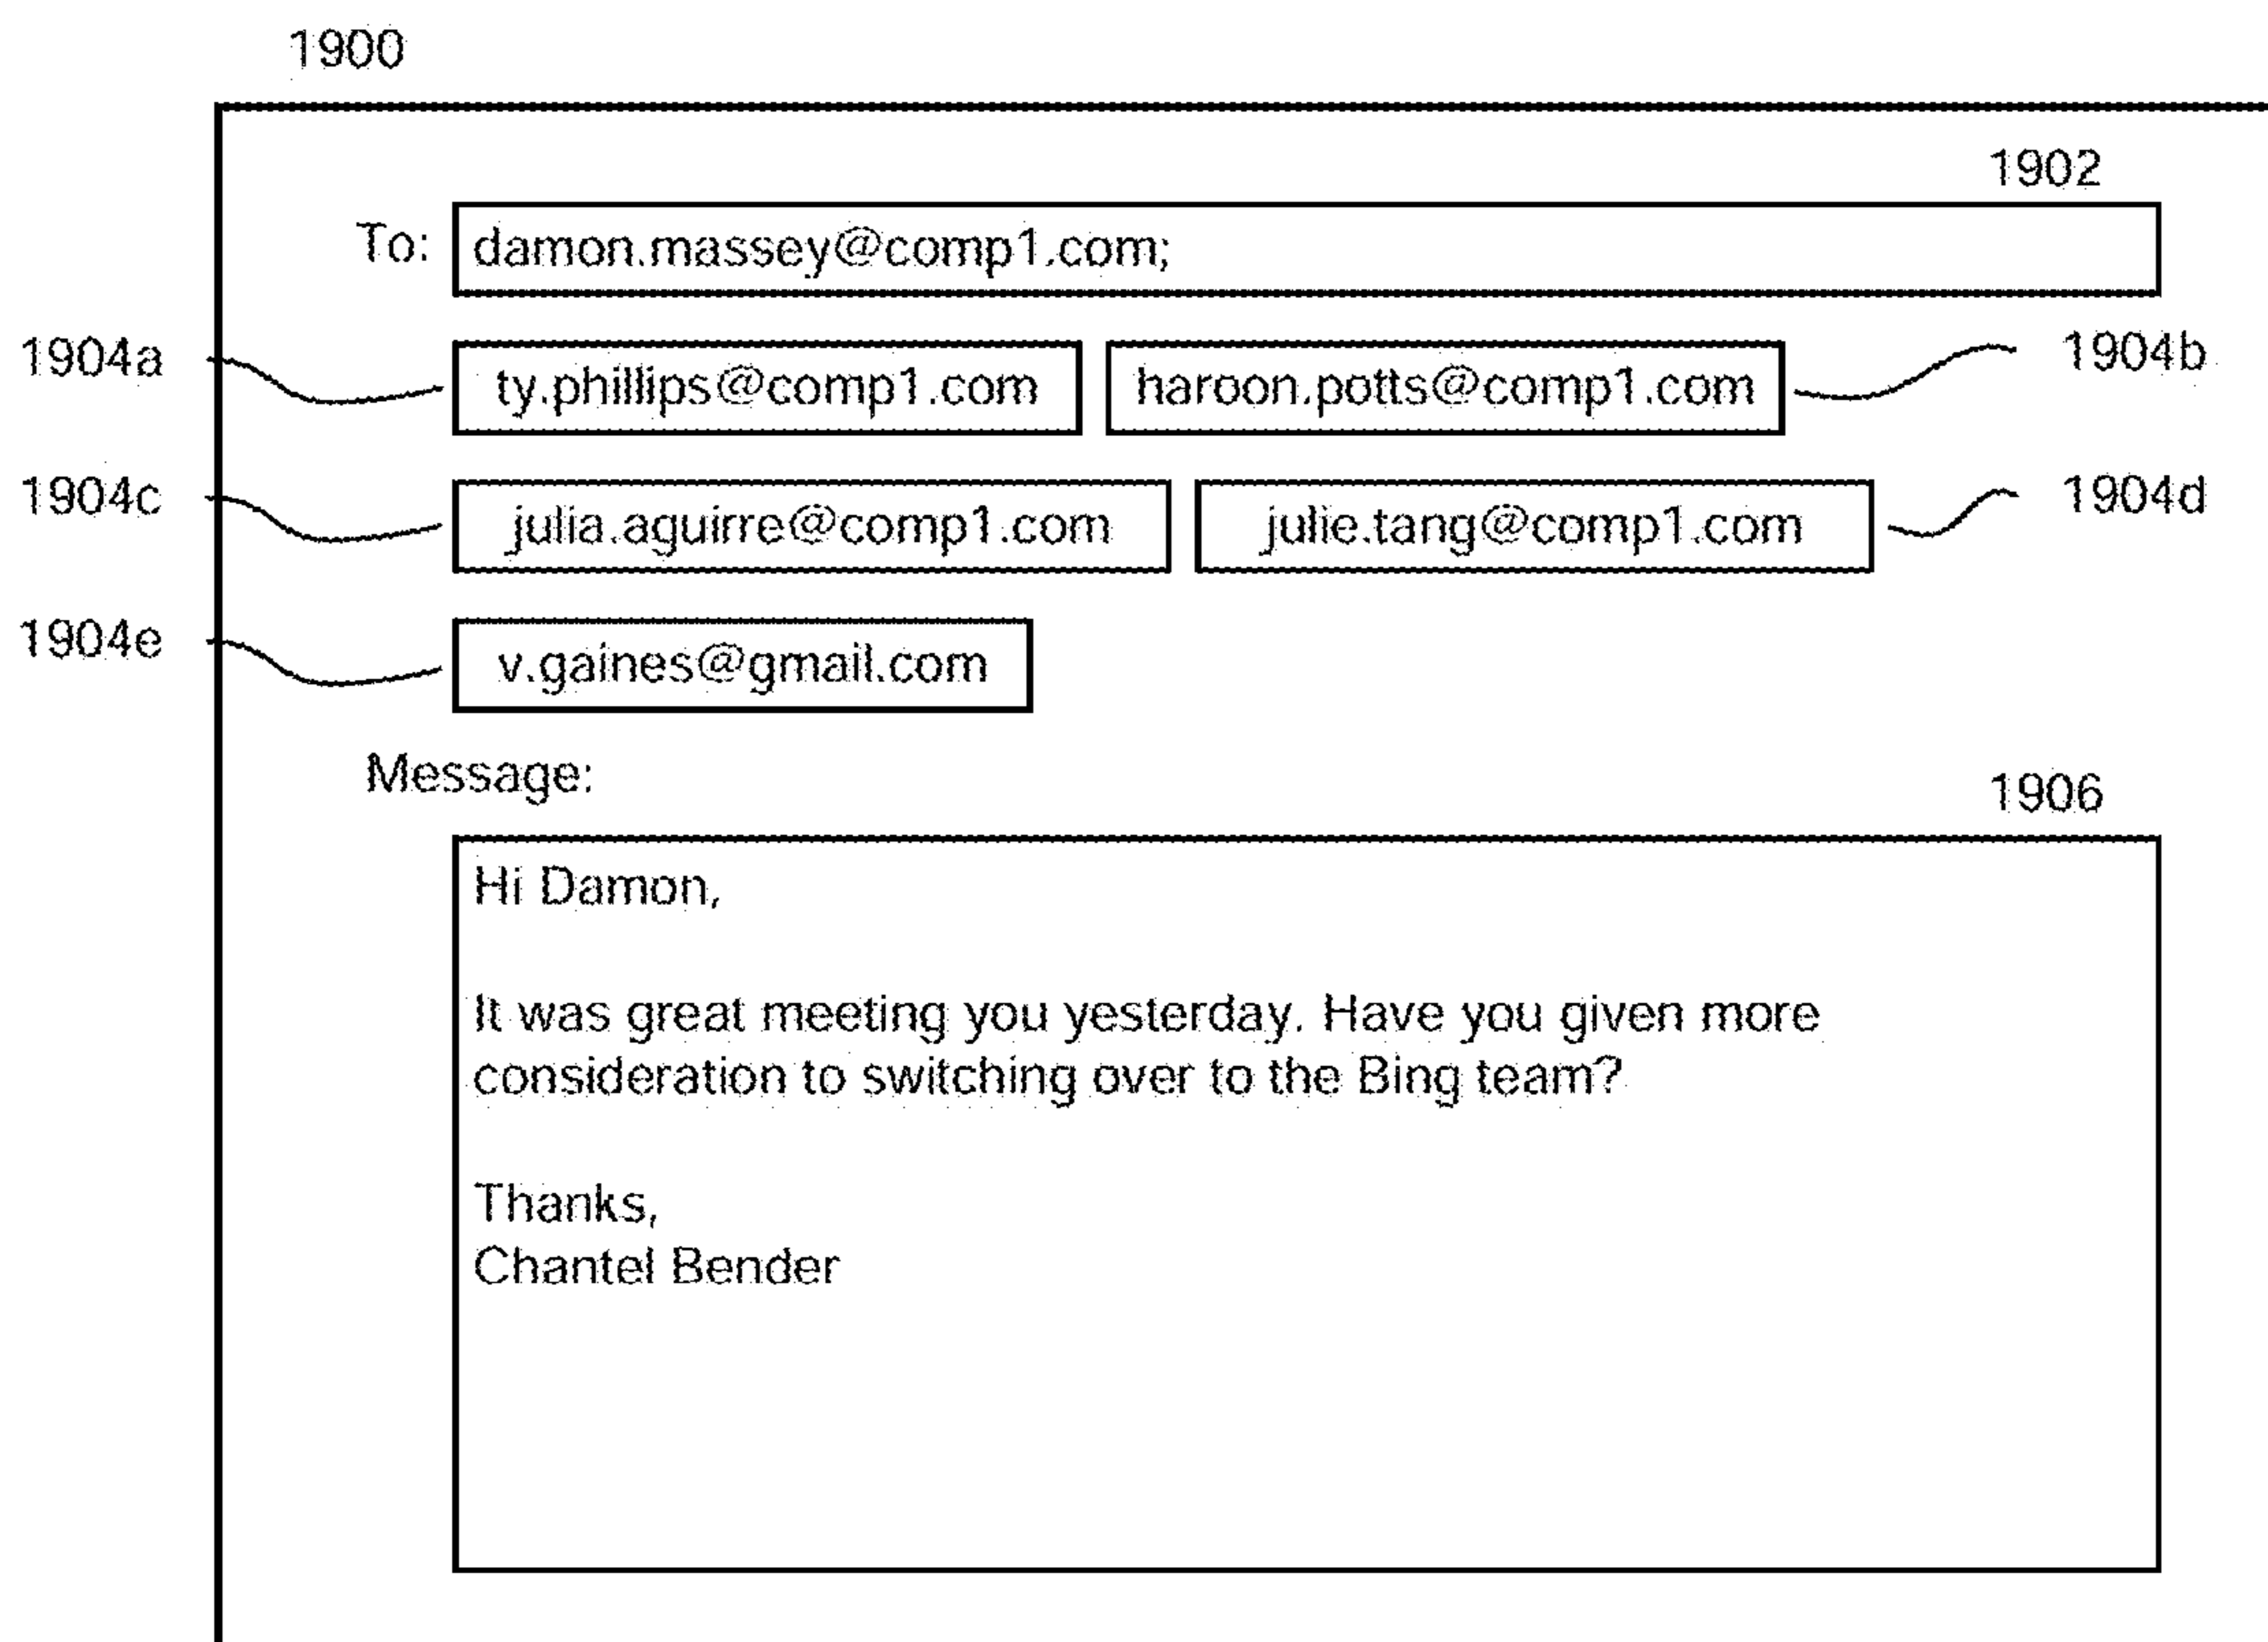 1900
1902
To: damon.massey@comp1.com;
1904a ty.phillips@comp1.com haroon.potts@comp1.com 1904b
1904c julia.aguirre@comp1.com julie.tang@comp1.com 1904d
1904e v.gaines@gmail.com
Message:
1906
Hi Damon,
It was great meeting you yesterday. Have you given more
consideration to switching over to the Bing team?
Thanks,
Chantel Bender